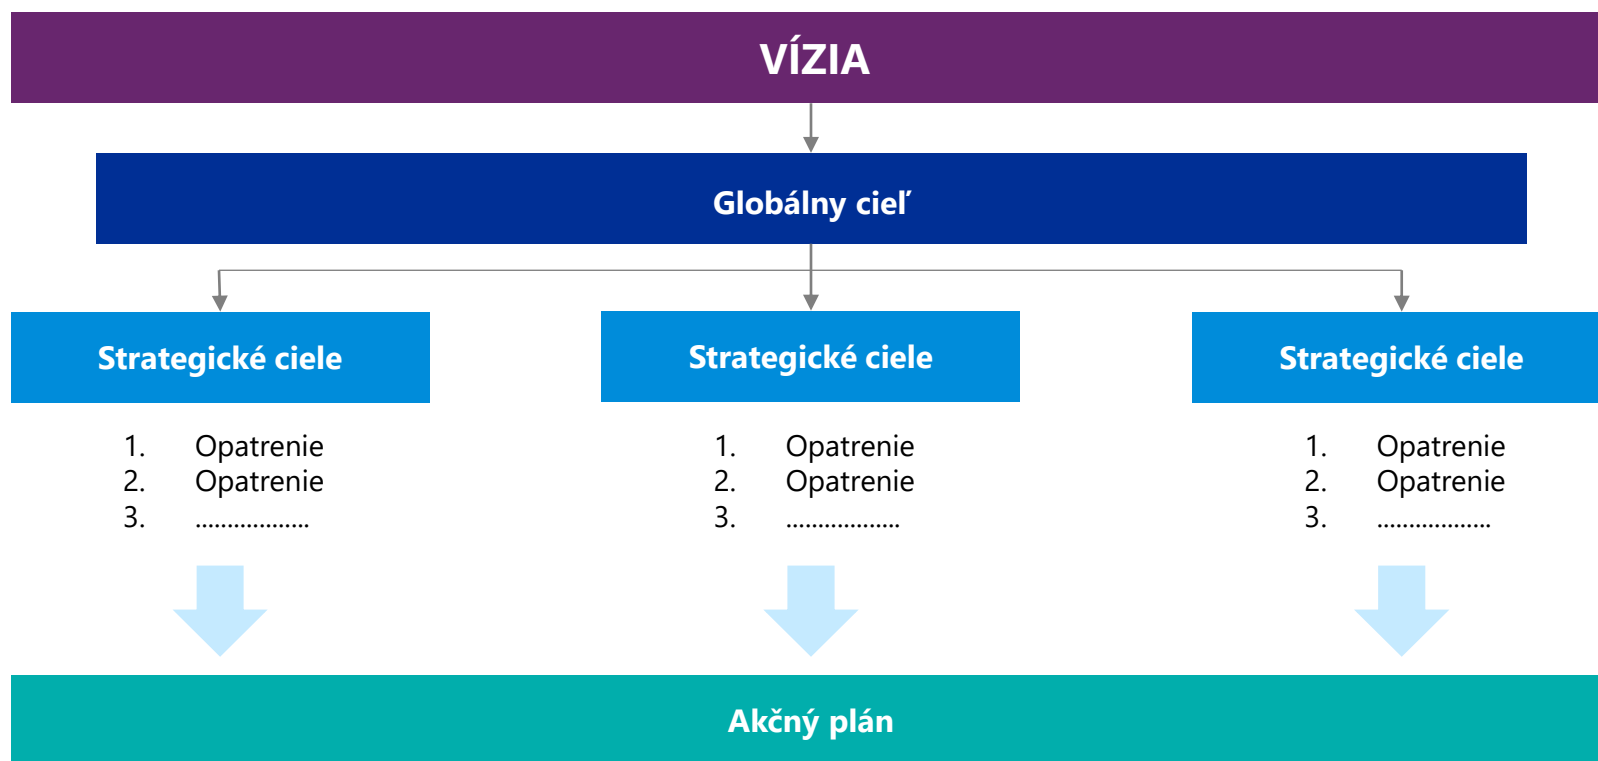 VÍZIA
Globálny cieľ
Strategické ciele
1. Opatrenie
2. Opatrenie
3. ..................
Strategické ciele
1. Opatrenie
2. Opatrenie
3. ..................
Strategické ciele
1. Opatrenie
2. Opatrenie
3. ..................
Akčný plán